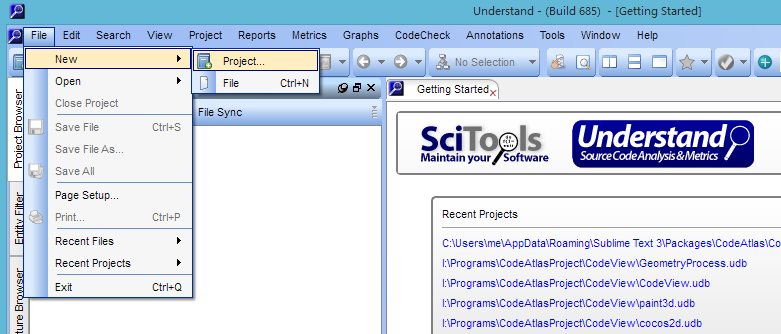 Understand - (Build 685) - [Getting Started]
File Edit Search View Project Reports Metrics Graphs CodeCheck Annotations Tools Window Help
New
Open
Close Project
Save File Ctrl+S
Save File As...
Save All
Page Setup...
Print... Ctrl+P
Recent Files
Recent Projects
Exit Ctrl+Q
Project...
File Ctrl+N
No Selection
File Sync
Project Browser
Entity Filter
ture Browser
Getting Started
SciTools
Maintain your Software
Understand
Source Code Analysis & Metrics
Recent Projects
C:\Users\me\AppData\Roaming\Sublime Text 3\Packages\CodeAtlas\Co
I:\Programs\CodeAtlasProject\CodeView\GeometryProcess.udb
I:\Programs\CodeAtlasProject\CodeView\CodeView.udb
I:\Programs\CodeAtlasProject\CodeView\paint3d.udb
I:\Programs\CodeAtlasProject\CodeView\cocos2d.udb